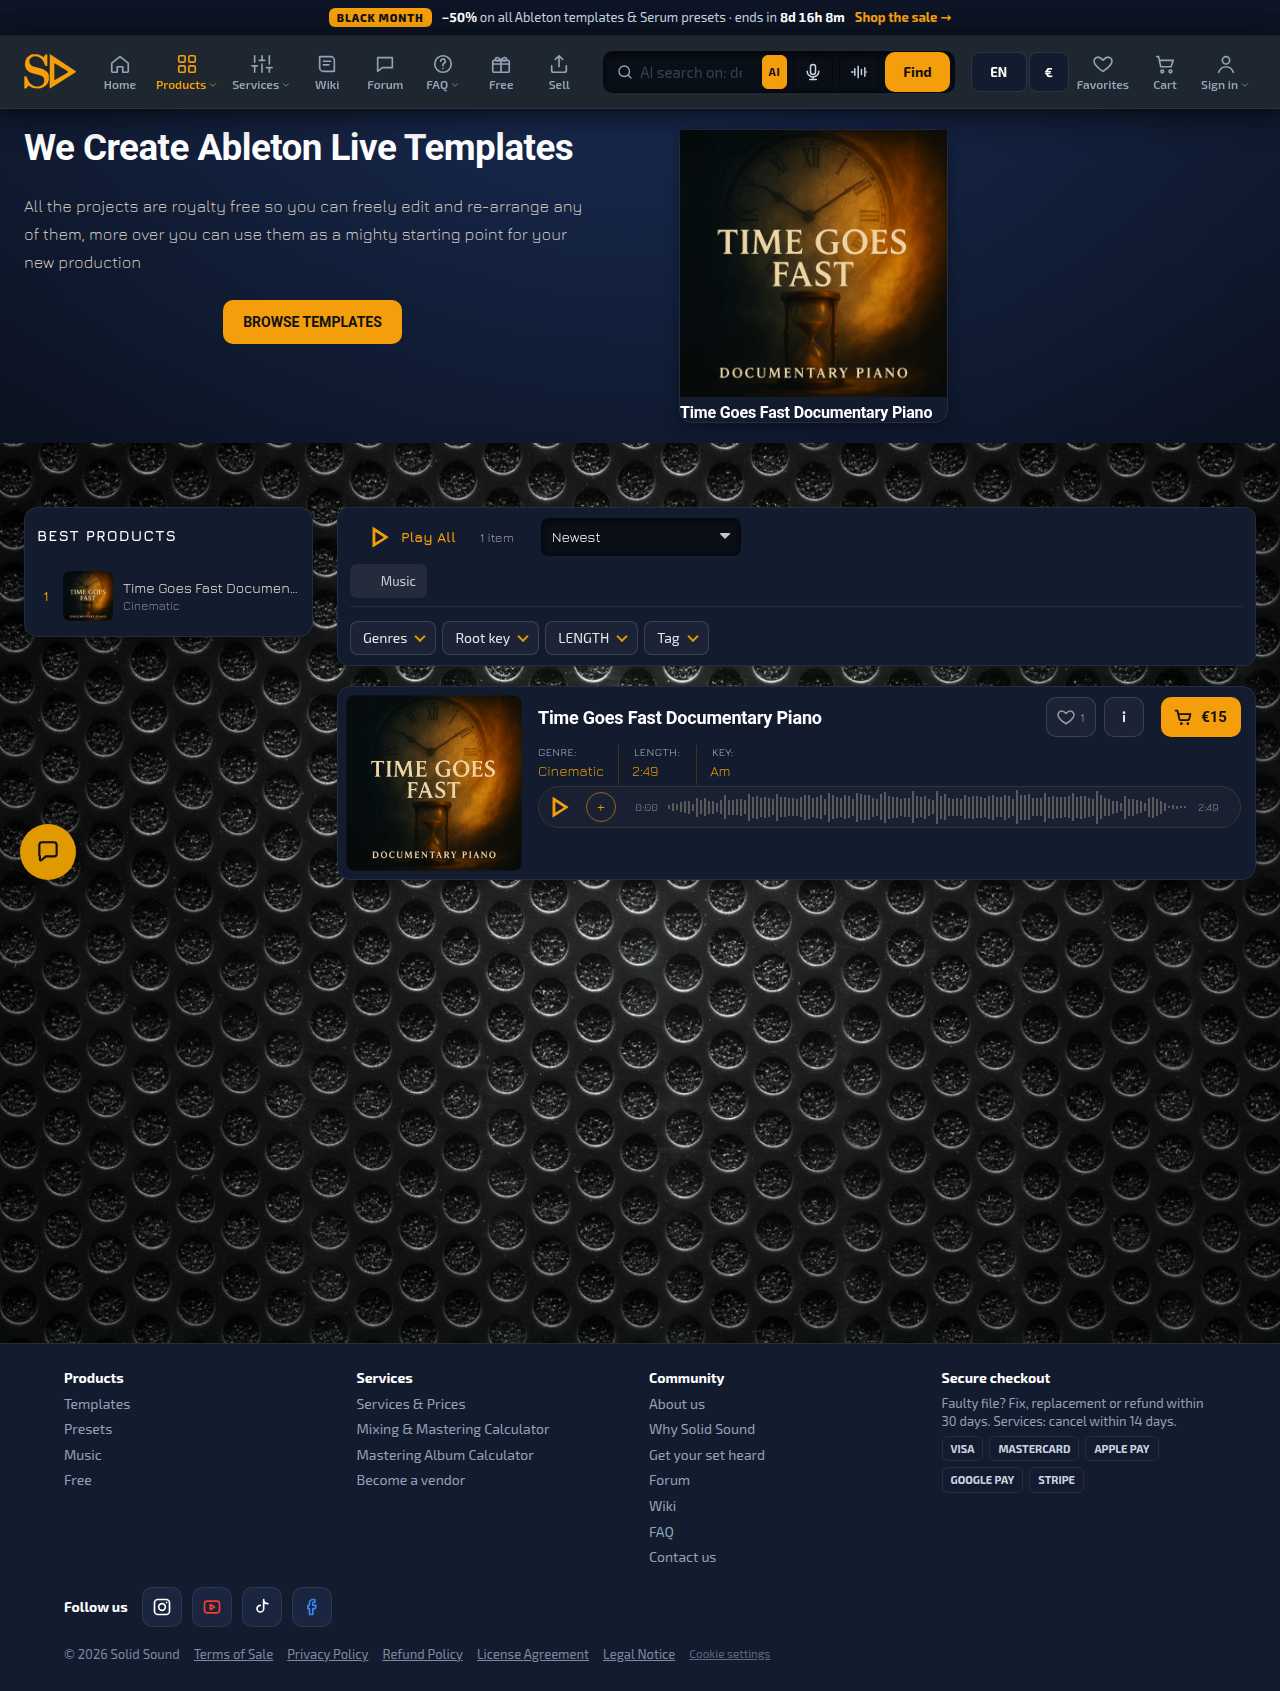 BLACK MONTH −50% on all Ableton templates & Serum presets · ends in 8d 16h 8m Shop the sale →
SD
Home
Products
Services
Wiki
Forum
FAQ
Free
Sell
AI search on: dr
AI
Find
EN
€
Favorites
Cart
Sign in
We Create Ableton Live Templates
All the projects are royalty free so you can freely edit and re-arrange any
of them, more over you can use them as a mighty starting point for your
new production
BROWSE TEMPLATES
TIME GOES
FAST
DOCUMENTARY PIANO
Time Goes Fast Documentary Piano
BEST PRODUCTS
1
TIME GOES
FAST
Time Goes Fast Documen...
Cinematic
Play All
1 item
Newest
Music
Genres
Root key
LENGTH
Tag
TIME GOES
FAST
DOCUMENTARY PIANO
Time Goes Fast Documentary Piano
1
i
€15
GENRE:
Cinematic
LENGTH:
2:49
KEY:
Am
+
0:00
2:49
Products
Templates
Presets
Music
Free
Services
Services & Prices
Mixing & Mastering Calculator
Mastering Album Calculator
Become a vendor
Community
About us
Why Solid Sound
Get your set heard
Forum
Wiki
FAQ
Contact us
Secure checkout
Faulty file? Fix, replacement or refund within
30 days. Services: cancel within 14 days.
VISA
MASTERCARD
APPLE PAY
GOOGLE PAY
STRIPE
Follow us
© 2026 Solid Sound Terms of Sale Privacy Policy Refund Policy License Agreement Legal Notice Cookie settings